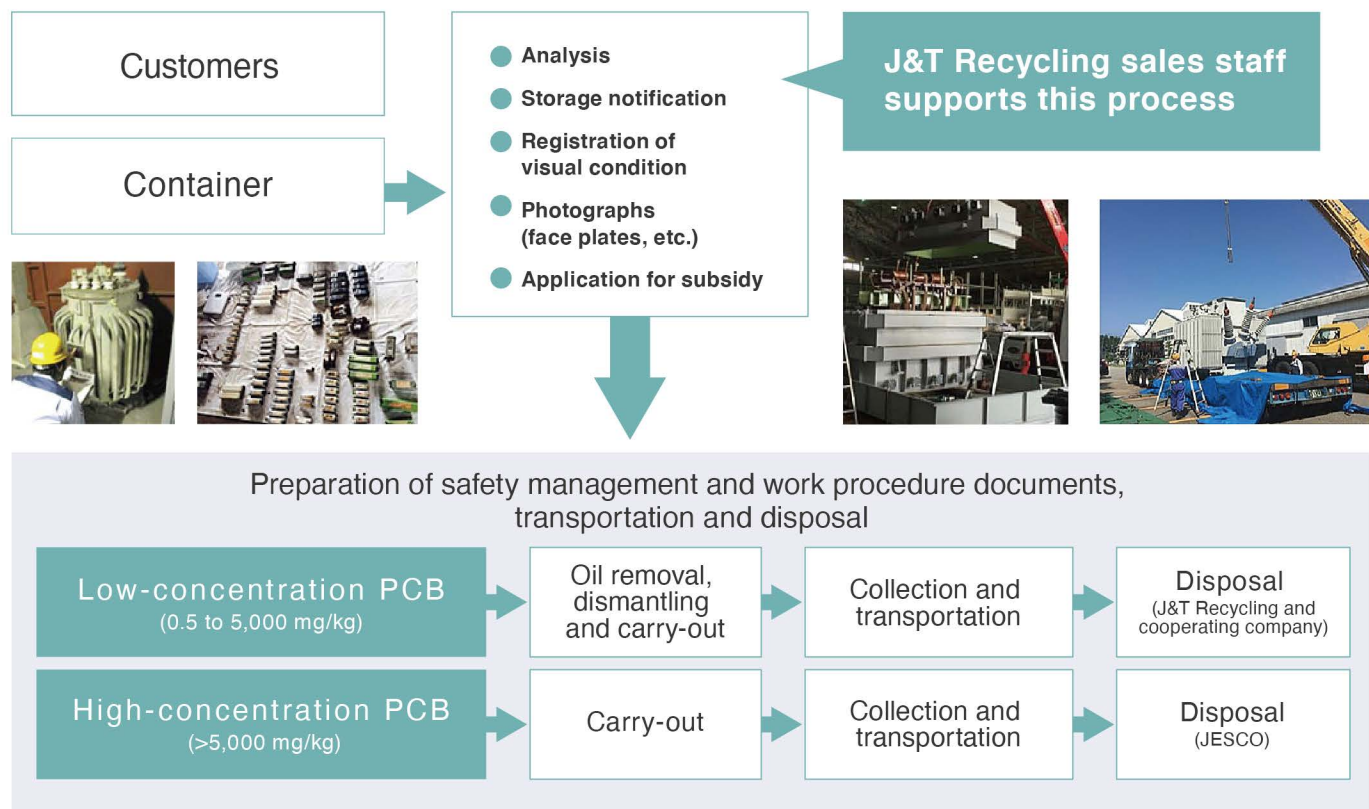 Customers
Container
Analysis
Storage notification
Registration of
visual condition
Photographs
(face plates, etc.)
Application for subsidy
J&T Recycling sales staff
supports this process
Preparation of safety management and work procedure documents,
transportation and disposal
Low-concentration PCB
(0.5 to 5,000 mg/kg)
Oil removal,
dismantling
and carry-out
Collection and
transportation
Disposal
(J&T Recycling and
cooperating company)
High-concentration PCB
(>5,000 mg/kg)
Carry-out
Collection and
transportation
Disposal
(JESCO)